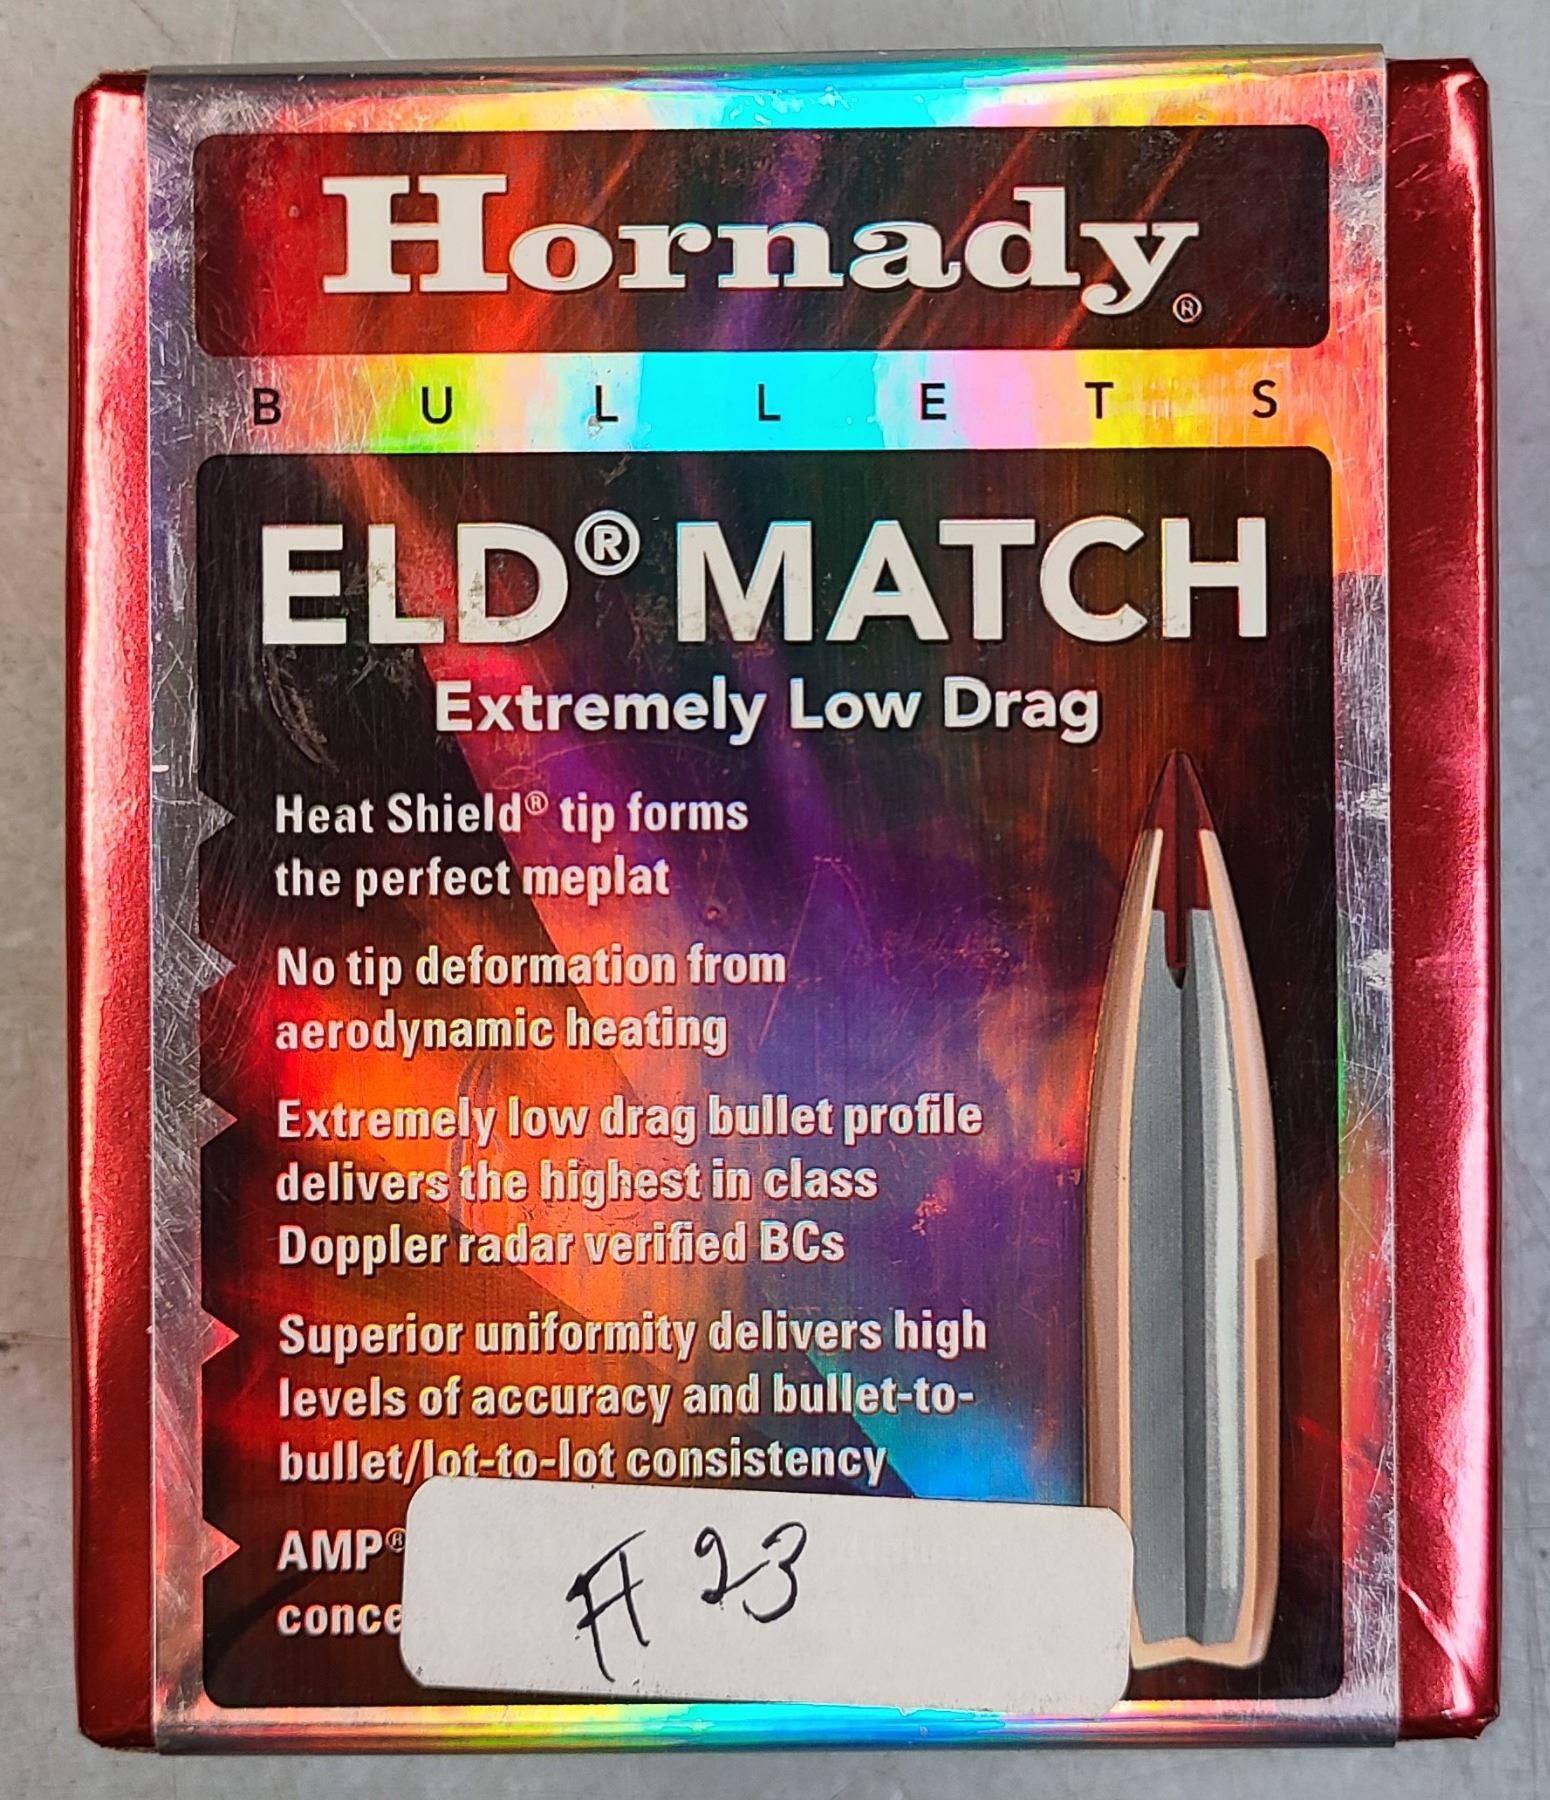 Hornady®
BULLETS
ELD® MATCH
Extremely Low Drag
Heat Shield® tip forms
the perfect meplat
No tip deformation from
aerodynamic heating
Extremely low drag bullet profile
delivers the highest in class
Doppler radar verified BCs
Superior uniformity delivers high
levels of accuracy and bullet-to-
bullet/lot-to-lot consistency
AMP®
conce
23